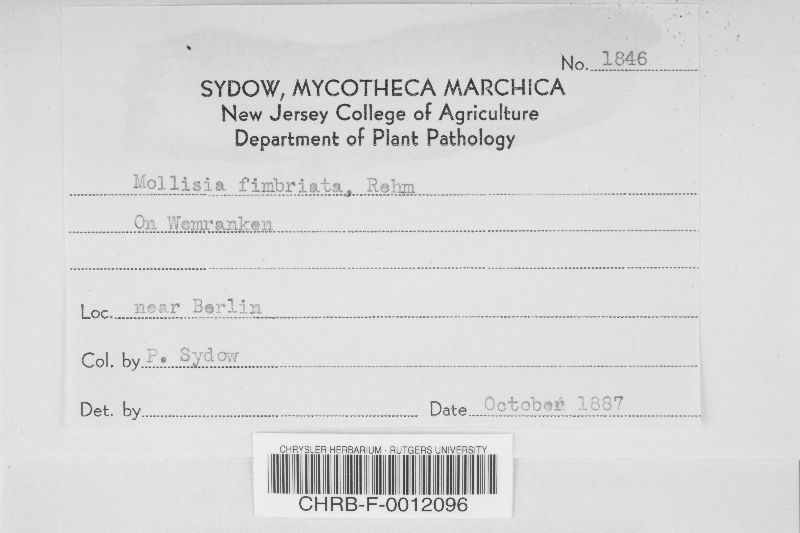 No. 1846
SYDOW, MYCOTHECA MARCHICA
New Jersey College of Agriculture
Department of Plant Pathology
Mollisia fimbriata, Rehm
On Wemranken
Loc. near Berlin
Col. by P. Sydow
Det. by
Date October 1887
CHRYSLER HERBARIUM - RUTGERS UNIVERSITY
CHRB-F-0012096